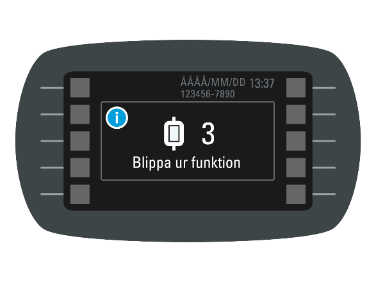 ÅÅÅÅ/MM/DD 13:37
123456-7890
i
3
Blippa ur funktion